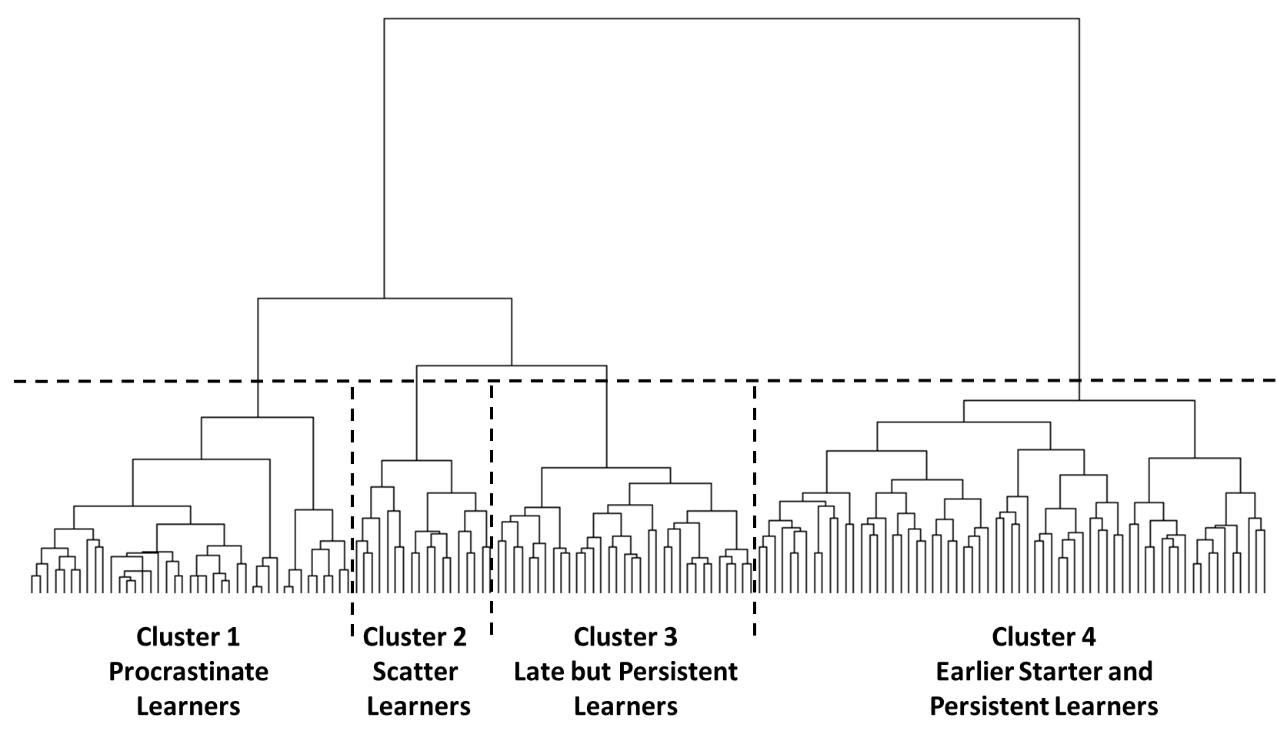 Cluster 1
Procrastinate
Learners
Cluster 2
Scatter
Learners
Cluster 3
Late but Persistent
Learners
Cluster 4
Earlier Starter and
Persistent Learners